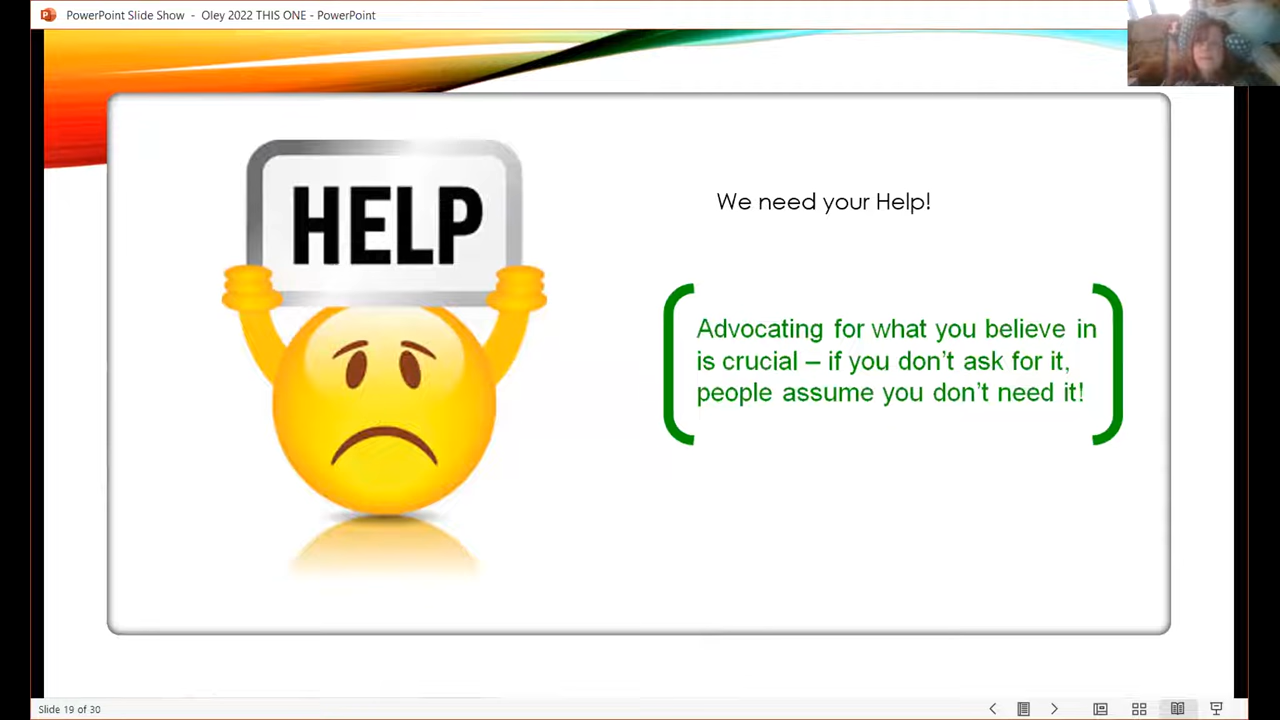 PowerPoint Slide Show - Oley 2022 THIS ONE - PowerPoint
HELP
We need your Help!
Advocating for what you believe in
is crucial – if you don’t ask for it,
people assume you don’t need it!
Slide 19 of 30